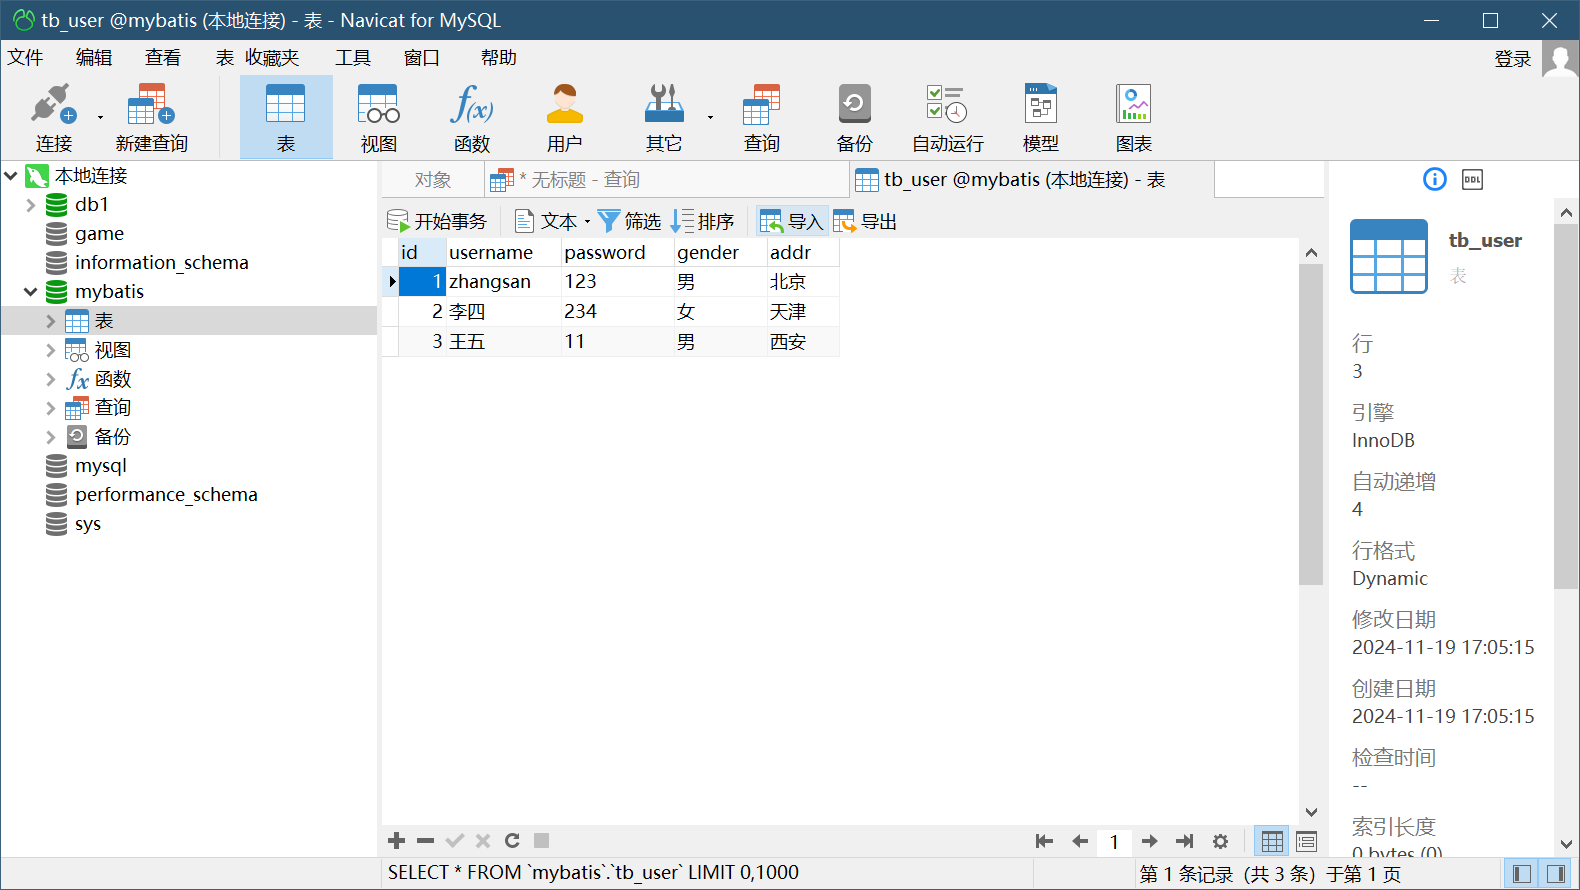 tb_user @mybatis (本地连接) - 表 - Navicat for MySQL
文件 编辑 查看 表 收藏夹 工具 窗口 帮助 登录
连接 新建查询 表 视图 函数 用户 其它 查询 备份 自动运行 模型 图表
本地连接
db1
game
information_schema
mybatis
表
视图
函数
查询
备份
mysql
performance_schema
sys
对象 * 无标题 - 查询 tb_user @mybatis (本地连接) - 表
开始事务 文本 筛选 排序 导入 导出
id username password gender addr
1 zhangsan 123 男 北京
2 李四 234 女 天津
3 王五 11 男 西安
DDL
tb_user
表
行
3
引擎
InnoDB
自动递增
4
行格式
Dynamic
修改日期
2024-11-19 17:05:15
创建日期
2024-11-19 17:05:15
检查时间
--
索引长度
0 bytes (0)
1
SELECT * FROM `mybatis`.`tb_user` LIMIT 0,1000
第 1 条记录 (共 3 条) 于第 1 页